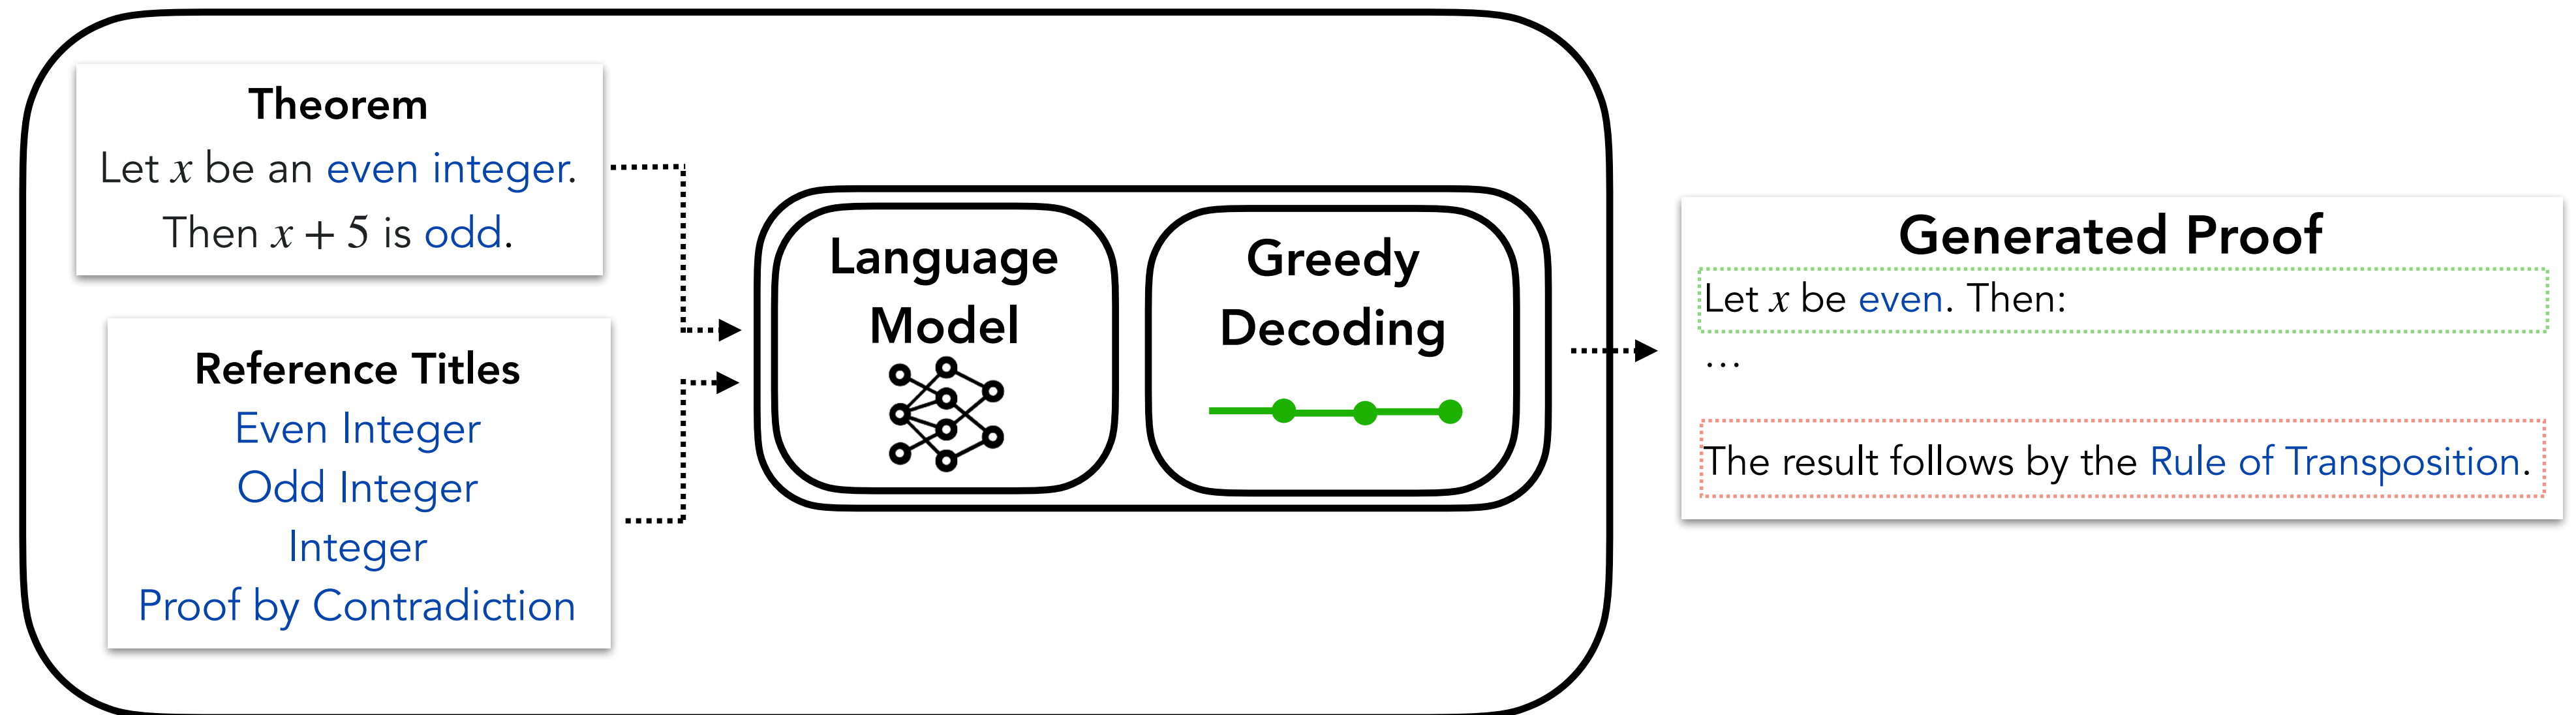 Theorem
Let x be an even integer.
Then x + 5 is odd.
Reference Titles
Even Integer
Odd Integer
Integer
Proof by Contradiction
Language
Model
Greedy
Decoding
Generated Proof
Let x be even. Then:
...
The result follows by the Rule of Transposition.